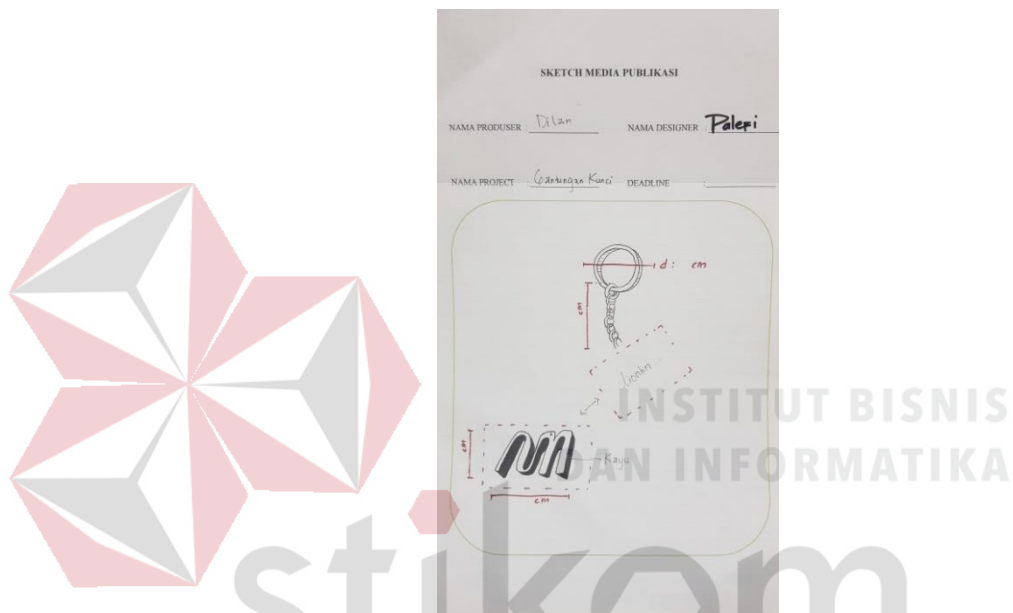 SKETCH MEDIA PUBLIKASI
NAMA PRODUSER : Dilan NAMA DESIGNER : Palefi
NAMA PROJECT : Gantungan Kunci DEADLINE :
d : cm
cm
cm
Kayu
cm
INSTITUT BISNIS
DAN INFORMATIKA
stikom